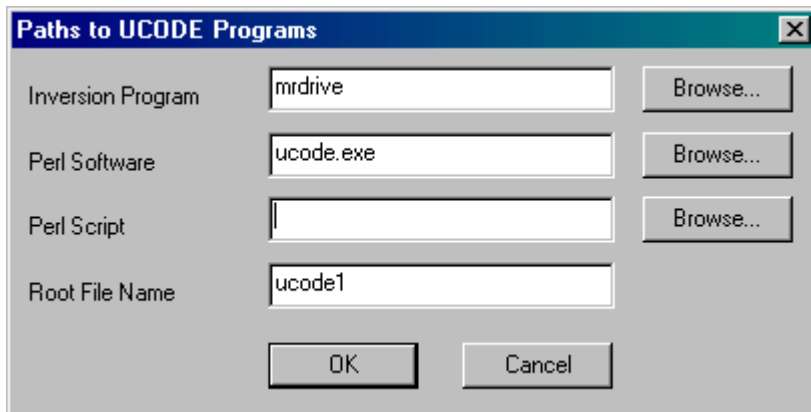 Paths to UCODE Programs
Inversion Program mrdrive Browse...
Perl Software ucode.exe Browse...
Perl Script Browse...
Root File Name ucode1
OK Cancel